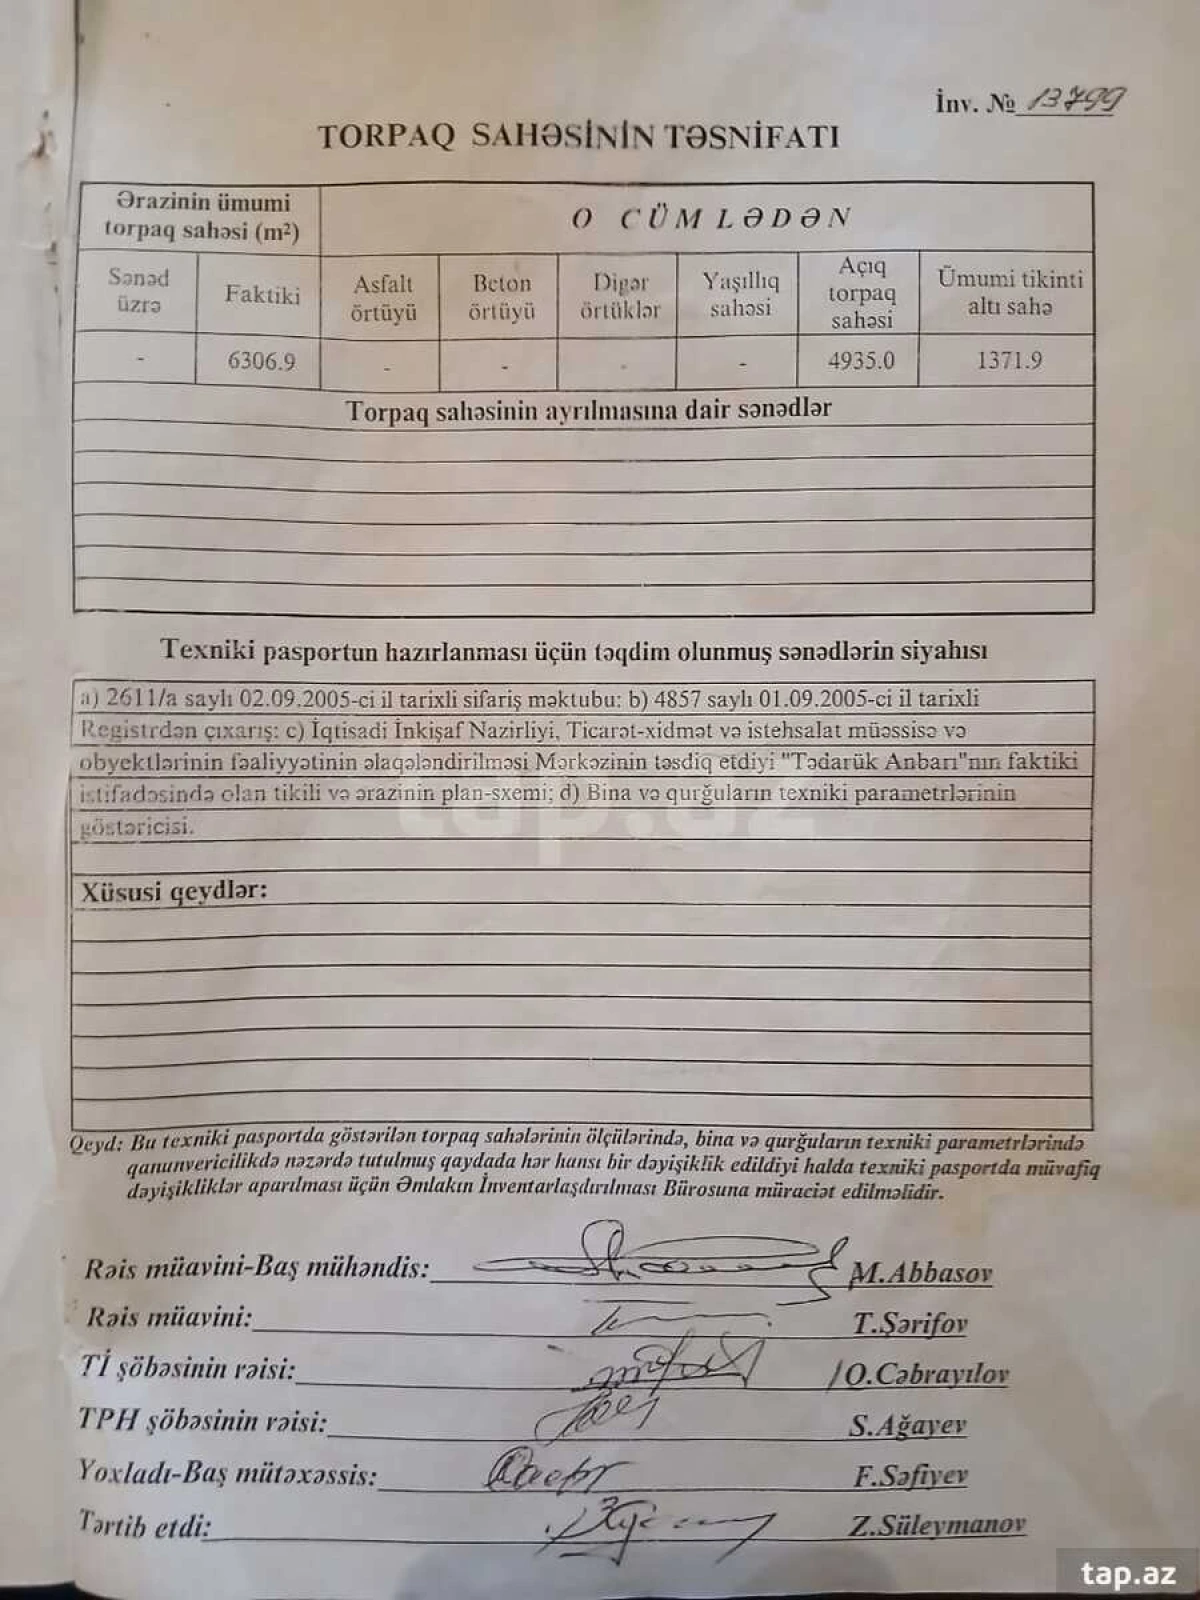 İnv. № 13799
TORPAQ SAHƏSİNİN TƏSNİFATI
Ərazinin ümumi torpaq sahəsi (m²)
O CÜMLƏDƏN
Sənəd üzrə
Faktiki
Asfalt örtüyü
Beton örtüyü
Digər örtüklər
Yaşıllıq sahəsi
Açıq torpaq sahəsi
Ümumi tikinti altı sahə
- 6306.9 - - - - 4935.0 1371.9
Torpaq sahəsinin ayrılmasına dair sənədlər
Texniki pasportun hazırlanması üçün təqdim olunmuş sənədlərin siyahısı
a) 2611/a saylı 02.09.2005-ci il tarixli sifariş məktubu: b) 4857 saylı 01.09.2005-ci il tarixli
Registrdən çıxarış: c) İqtisadi İnkişaf Nazirliyi, Ticarət-xidmət və istehsalat müəssisə və
obyektlərinin fəaliyyətinin əlaqələndirilməsi Mərkəzinin təsdiq etdiyi "Tədarük Anbarı"nın faktiki
istifadəsində olan tikili və ərazinin plan-sxemi; d) Bina və qurğuların texniki parametrlərinin
göstəricisi.
tap.az
Xüsusi qeydlər:
Qeyd: Bu texniki pasportda göstərilən torpaq sahələrinin ölçülərində, bina və qurğuların texniki parametrlərində
qanunvericilikdə nəzərdə tutulmuş qaydada hər hansı bir dəyişiklik edildiyi halda texniki pasportda müvafiq
dəyişikliklər aparılması üçün Əmlakın İnventarlaşdırılması Bürosuna müraciət edilməlidir.
Rəis müavini-Baş mühəndis: M.Abbasov
Rəis müavini: T.Şərifov
Tİ şöbəsinin rəisi: /O.Cəbrayılov
TPH şöbəsinin rəisi: S.Ağayev
Yoxladı-Baş mütəxəssis: F.Səfiyev
Tərtib etdi: Z.Süleymanov
tap.az